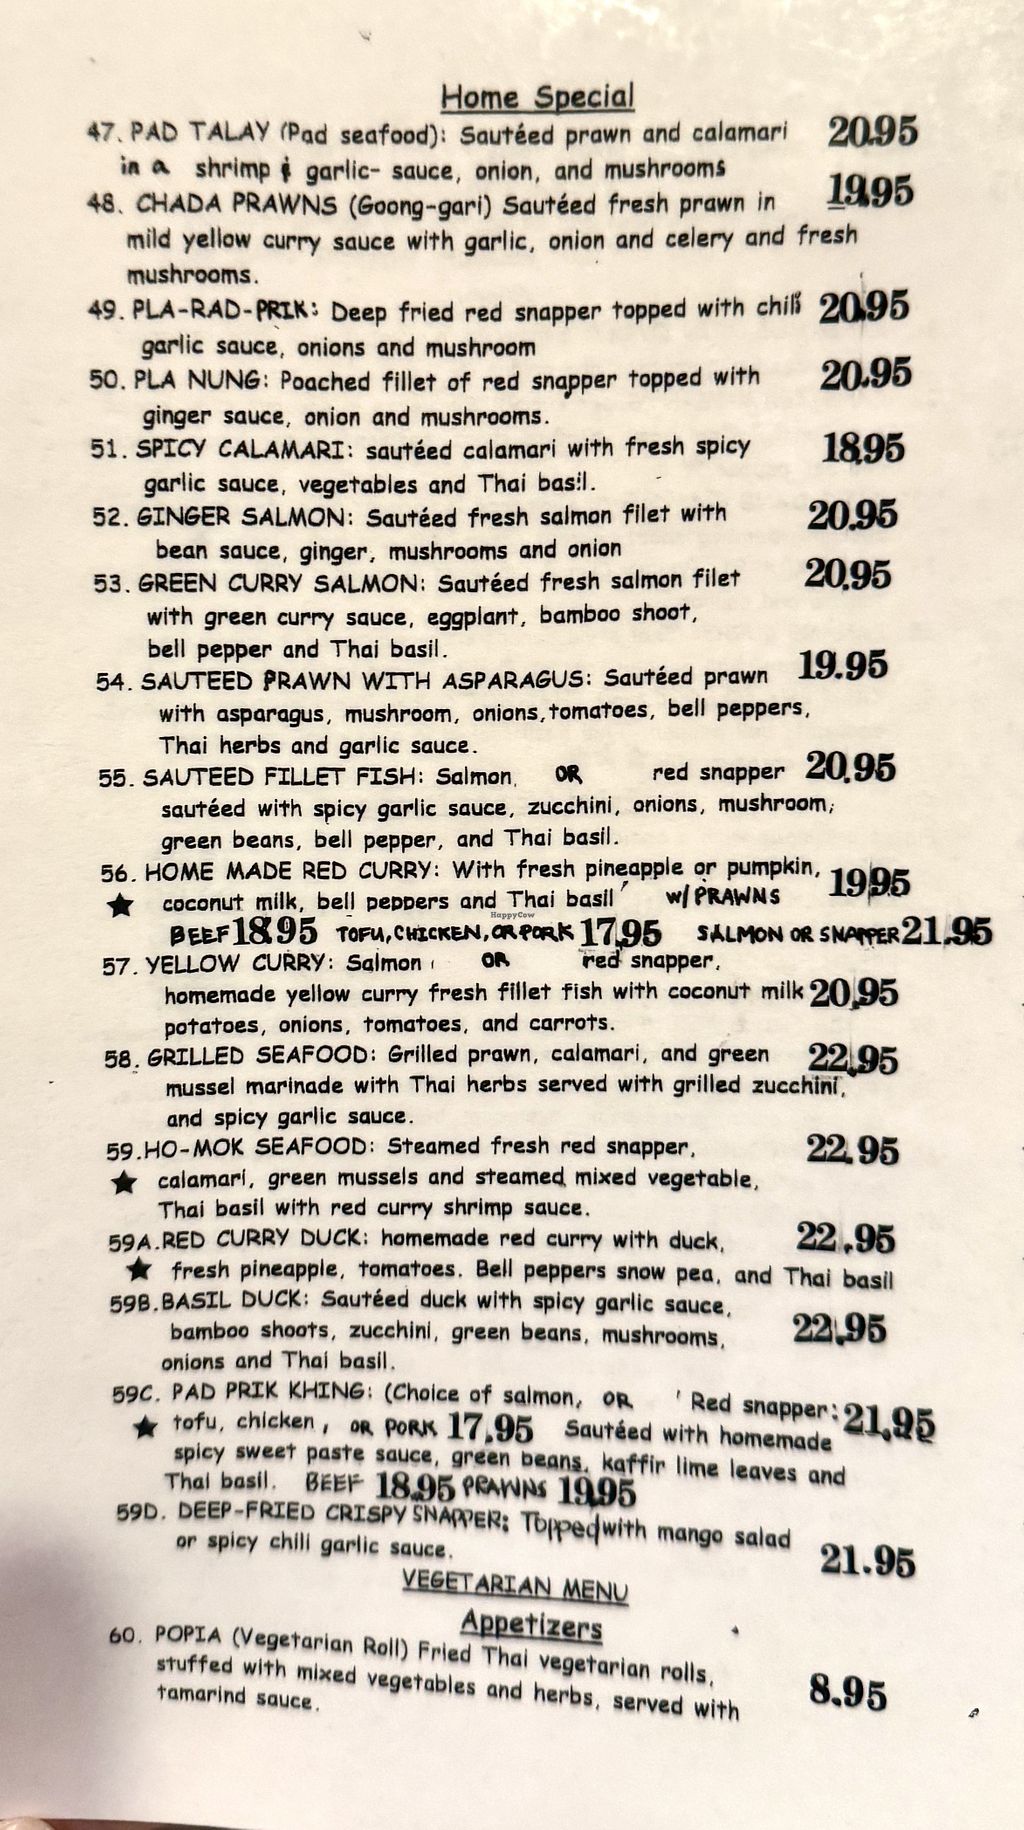 Home Special
47. PAD TALAY (Pad seafood): Sautéed prawn and calamari 20.95
in a shrimp & garlic- sauce, onion, and mushrooms
48. CHADA PRAWNS (Goong-gari) Sautéed fresh prawn in 19.95
mild yellow curry sauce with garlic, onion and celery and fresh
mushrooms.
49. PLA-RAD-PRIK: Deep fried red snapper topped with chili 20.95
garlic sauce, onions and mushroom
50. PLA NUNG: Poached fillet of red snapper topped with 20.95
ginger sauce, onion and mushrooms.
51. SPICY CALAMARI: sautéed calamari with fresh spicy 18.95
garlic sauce, vegetables and Thai basil.
52. GINGER SALMON: Sautéed fresh salmon filet with 20.95
bean sauce, ginger, mushrooms and onion
53. GREEN CURRY SALMON: Sautéed fresh salmon filet 20.95
with green curry sauce, eggplant, bamboo shoot,
bell pepper and Thai basil.
54. SAUTEED PRAWN WITH ASPARAGUS: Sautéed prawn 19.95
with asparagus, mushroom, onions, tomatoes, bell peppers,
Thai herbs and garlic sauce.
55. SAUTEED FILLET FISH: Salmon, OR red snapper 20.95
sautéed with spicy garlic sauce, zucchini, onions, mushroom,
green beans, bell pepper, and Thai basil.
56. HOME MADE RED CURRY: With fresh pineapple or pumpkin, 19.95
★ coconut milk, bell peppers and Thai basil w/ PRAWNS
HappyCow
BEEF 18.95 TOFU, CHICKEN, OR PORK 17.95 SALMON OR SNAPPER 21.95
57. YELLOW CURRY: Salmon OR red snapper,
homemade yellow curry fresh fillet fish with coconut milk 20.95
potatoes, onions, tomatoes, and carrots.
58. GRILLED SEAFOOD: Grilled prawn, calamari, and green 22.95
mussel marinade with Thai herbs served with grilled zucchini,
and spicy garlic sauce.
59. HO-MOK SEAFOOD: Steamed fresh red snapper, 22.95
★ calamari, green mussels and steamed mixed vegetable,
Thai basil with red curry shrimp sauce.
59A. RED CURRY DUCK: homemade red curry with duck, 22.95
★ fresh pineapple, tomatoes. Bell peppers snow pea, and Thai basil
59B. BASIL DUCK: Sautéed duck with spicy garlic sauce,
bamboo shoots, zucchini, green beans, mushrooms, 22.95
onions and Thai basil.
59C. PAD PRIK KHING: (Choice of salmon, OR Red snapper: 21.95
★ tofu, chicken, OR PORK 17.95 Sautéed with homemade
spicy sweet paste sauce, green beans, kaffir lime leaves and
Thai basil. BEEF 18.95 PRAWNS 19.95
59D. DEEP-FRIED CRISPY SNAPPER: Topped with mango salad
or spicy chili garlic sauce. 21.95
VEGETARIAN MENU
Appetizers
60. POPIA (Vegetarian Roll) Fried Thai vegetarian rolls,
stuffed with mixed vegetables and herbs, served with 8.95
tamarind sauce.